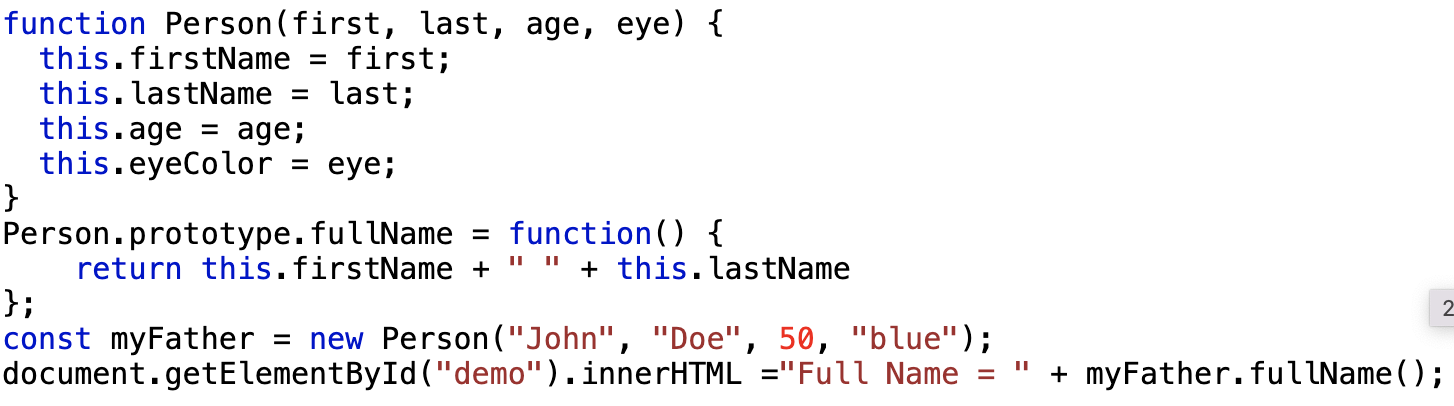 function Person(first, last, age, eye) {
  this.firstName = first;
  this.lastName = last;
  this.age = age;
  this.eyeColor = eye;
}
Person.prototype.fullName = function() {
    return this.firstName + " " + this.lastName
};
const myFather = new Person("John", "Doe", 50, "blue");
document.getElementById("demo").innerHTML ="Full Name = " + myFather.fullName();
2